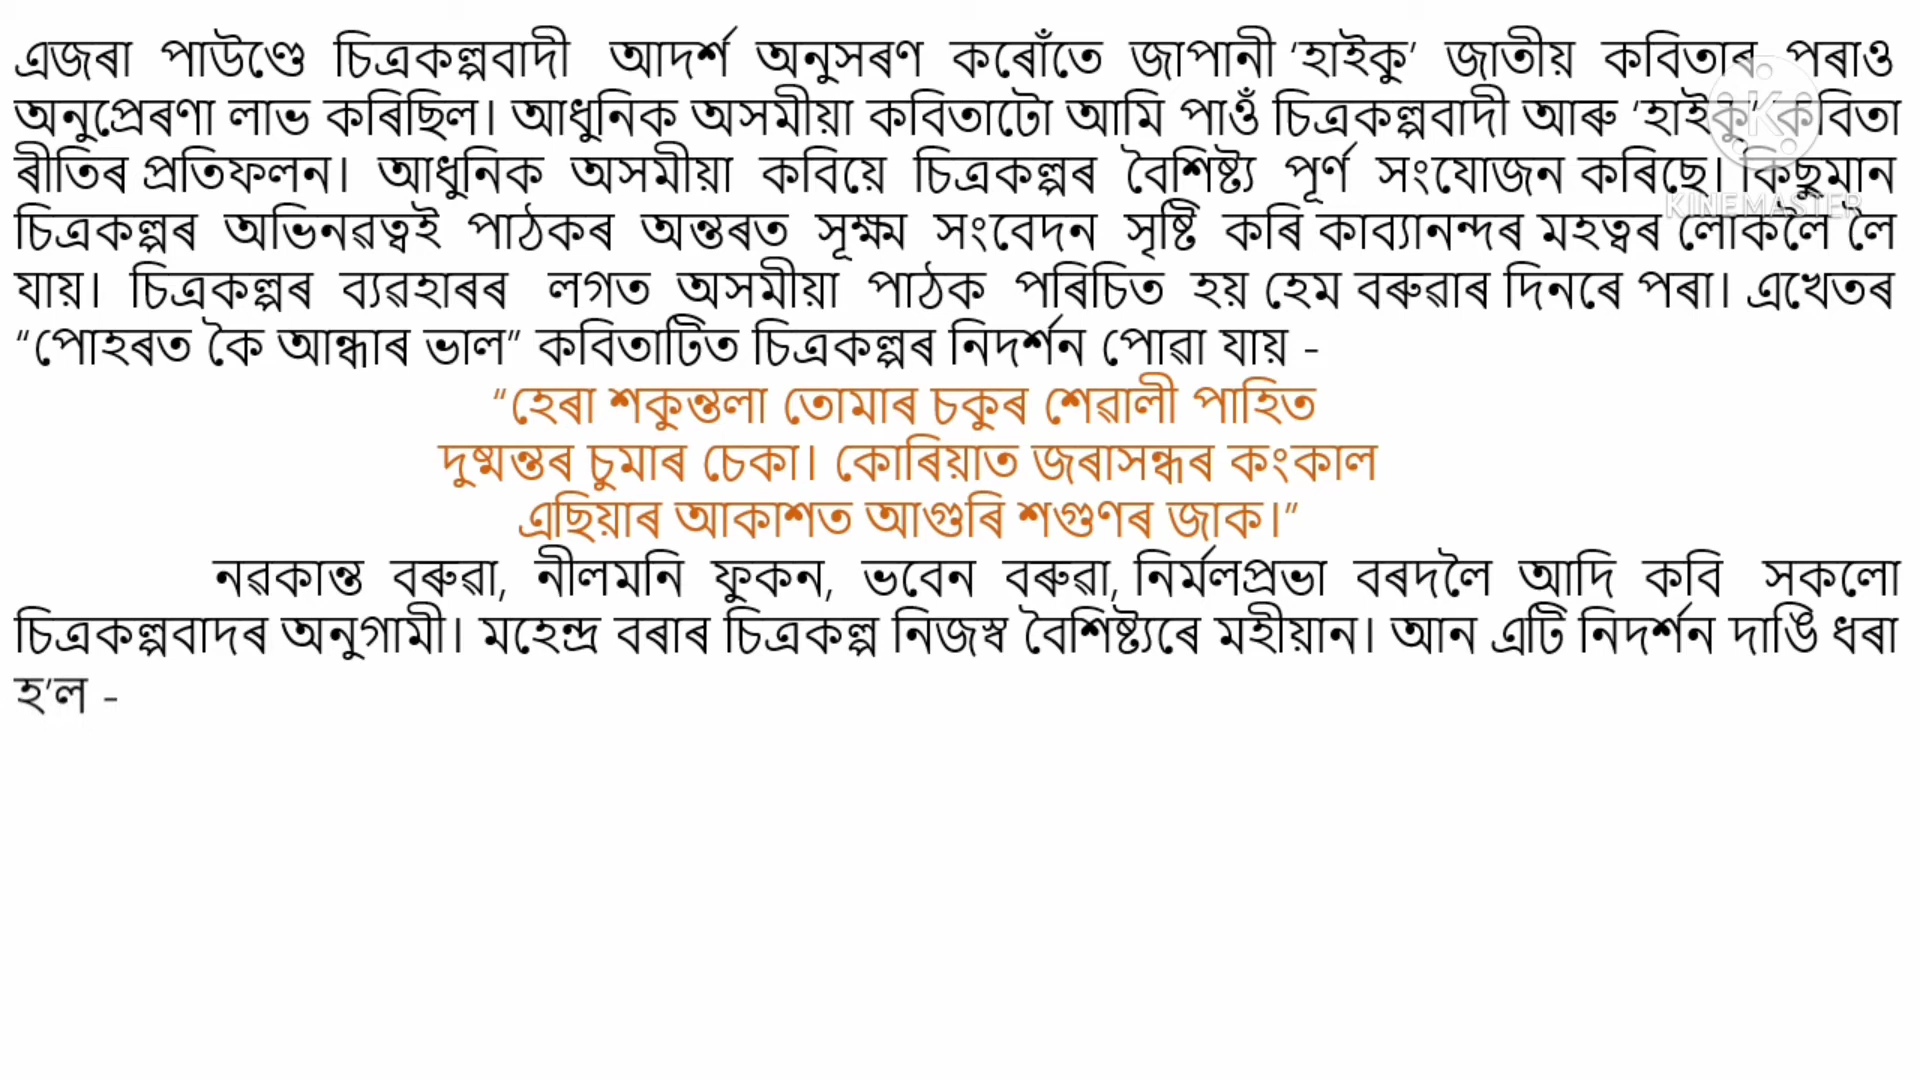 এজৰা পাউণ্ডে চিত্ৰকল্পবাদী আদৰ্শ অনুসৰণ কৰোঁতে জাপানী ‘হাইকু’ জাতীয় কবিতাৰ পৰাও
অনুপ্ৰেৰণা লাভ কৰিছিল। আধুনিক অসমীয়া কবিতাটো আমি পাওঁ চিত্ৰকল্পবাদী আৰু ‘হাইকু’ কবিতা
ৰীতিৰ প্ৰতিফলন। আধুনিক অসমীয়া কবিয়ে চিত্ৰকল্পৰ বৈশিষ্ট্য পূৰ্ণ সংযোজন কৰিছে। কিছুমান
চিত্ৰকল্পৰ অভিনৱত্বই পাঠকৰ অন্তৰত সূক্ষ্ম সংবেদন সৃষ্টি কৰি কাব্যানন্দৰ মহত্বৰ লোকলৈ লৈ
যায়। চিত্ৰকল্পৰ ব্যৱহাৰৰ লগত অসমীয়া পাঠক পৰিচিত হয় হেম বৰুৱাৰ দিনৰে পৰা। এখেতৰ
“পোহৰত কৈ আন্ধাৰ ভাল” কবিতাটিত চিত্ৰকল্পৰ নিদৰ্শন পোৱা যায় -
“হেৰা শকুন্তলা তোমাৰ চকুৰ শেৱালী পাহিত
দুষ্মন্তৰ চুমাৰ চেকা। কোৰিয়াত জৰাসন্ধৰ কংকাল
এছিয়াৰ আকাশত আগুৰি শগুণৰ জাক।”
নৱকান্ত বৰুৱা, নীলমনি ফুকন, ভবেন বৰুৱা, নিৰ্মলপ্ৰভা বৰদলৈ আদি কবি সকলো
চিত্ৰকল্পবাদৰ অনুগামী। মহেন্দ্ৰ বৰাৰ চিত্ৰকল্প নিজস্ব বৈশিষ্ট্যৰে মহীয়ান। আন এটি নিদৰ্শন দাঙি ধৰা
হ’ল -
K
KINEMASTER